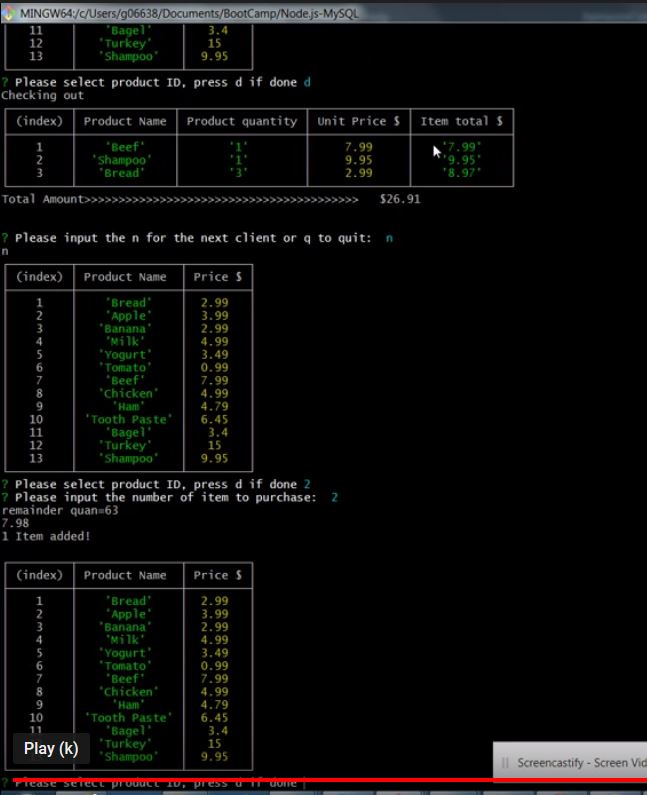 MINGW64:/c/Users/g06638/Documents/BootCamp/Node.js-MySQL
11 'Bagel' 3.4
12 'Turkey' 15
13 'Shampoo' 9.95
? Please select product ID, press d if done d
Checking out
(index) Product Name Product quantity Unit Price $ Item total $
1 'Beef' '1' 7.99 '7.99'
2 'Shampoo' '1' 9.95 '9.95'
3 'Bread' '3' 2.99 '8.97'
Total Amount>>>>>>>>>>>>>>>>>>>>>>>>>>>>>>>>>>>>>>>> $26.91
? Please input the n for the next client or q to quit: n
n
(index) Product Name Price $
1 'Bread' 2.99
2 'Apple' 3.99
3 'Banana' 2.99
4 'Milk' 4.99
5 'Yogurt' 3.49
6 'Tomato' 0.99
7 'Beef' 7.99
8 'Chicken' 4.99
9 'Ham' 4.79
10 'Tooth Paste' 6.45
11 'Bagel' 3.4
12 'Turkey' 15
13 'Shampoo' 9.95
? Please select product ID, press d if done 2
? Please input the number of item to purchase: 2
remainder quan=63
7.98
1 Item added!
(index) Product Name Price $
1 'Bread' 2.99
2 'Apple' 3.99
3 'Banana' 2.99
4 'Milk' 4.99
5 'Yogurt' 3.49
6 'Tomato' 0.99
7 'Beef' 7.99
8 'Chicken' 4.99
9 'Ham' 4.79
10 'Tooth Paste' 6.45
11 'Bagel' 3.4
'Turkey' 15
'Shampoo' 9.95
Play (k)
Screencastify - Screen Vid
? Please select product ID, press d if done